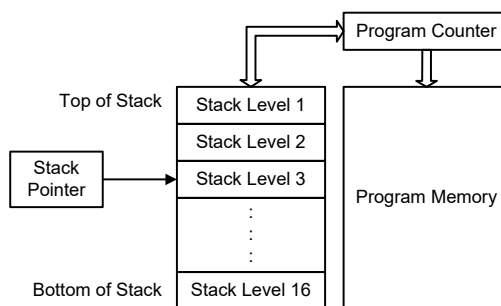 Program Counter
Top of Stack
Stack Level 1
Stack Level 2
Stack
Pointer
Stack Level 3
Program Memory
:
:
:
Bottom of Stack
Stack Level 16